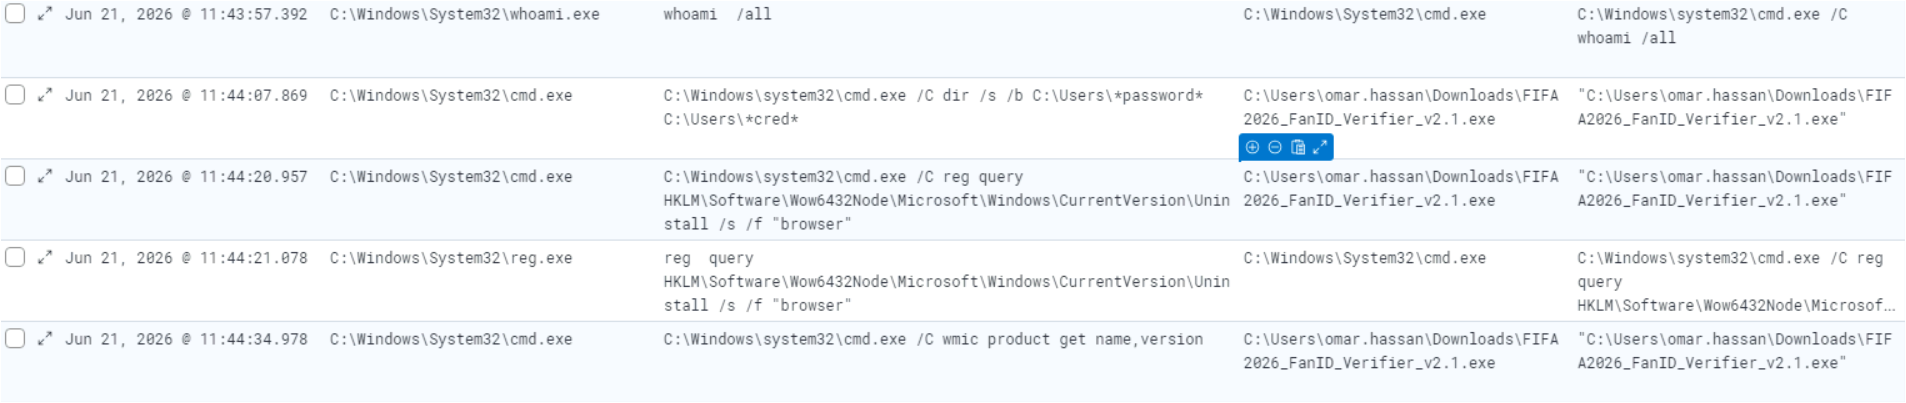 Jun 21, 2026 @ 11:43:57.392 C:\Windows\System32\whoami.exe whoami  /all C:\Windows\System32\cmd.exe C:\Windows\system32\cmd.exe /C
whoami /all
Jun 21, 2026 @ 11:44:07.869 C:\Windows\System32\cmd.exe C:\Windows\system32\cmd.exe /C dir /s /b C:\Users\*password* C:\Users\omar.hassan\Downloads\FIFA "C:\Users\omar.hassan\Downloads\FIF
C:\Users\*cred* 2026_FanID_Verifier_v2.1.exe A2026_FanID_Verifier_v2.1.exe"
Jun 21, 2026 @ 11:44:20.957 C:\Windows\System32\cmd.exe C:\Windows\system32\cmd.exe /C reg query C:\Users\omar.hassan\Downloads\FIFA "C:\Users\omar.hassan\Downloads\FIF
HKLM\Software\Wow6432Node\Microsoft\Windows\CurrentVersion\Unin 2026_FanID_Verifier_v2.1.exe A2026_FanID_Verifier_v2.1.exe"
stall /s /f "browser"
Jun 21, 2026 @ 11:44:21.078 C:\Windows\System32\reg.exe reg  query C:\Windows\System32\cmd.exe C:\Windows\system32\cmd.exe /C reg
HKLM\Software\Wow6432Node\Microsoft\Windows\CurrentVersion\Unin query
stall /s /f "browser" HKLM\Software\Wow6432Node\Microsof…
Jun 21, 2026 @ 11:44:34.978 C:\Windows\System32\cmd.exe C:\Windows\system32\cmd.exe /C wmic product get name,version C:\Users\omar.hassan\Downloads\FIFA "C:\Users\omar.hassan\Downloads\FIF
2026_FanID_Verifier_v2.1.exe A2026_FanID_Verifier_v2.1.exe"